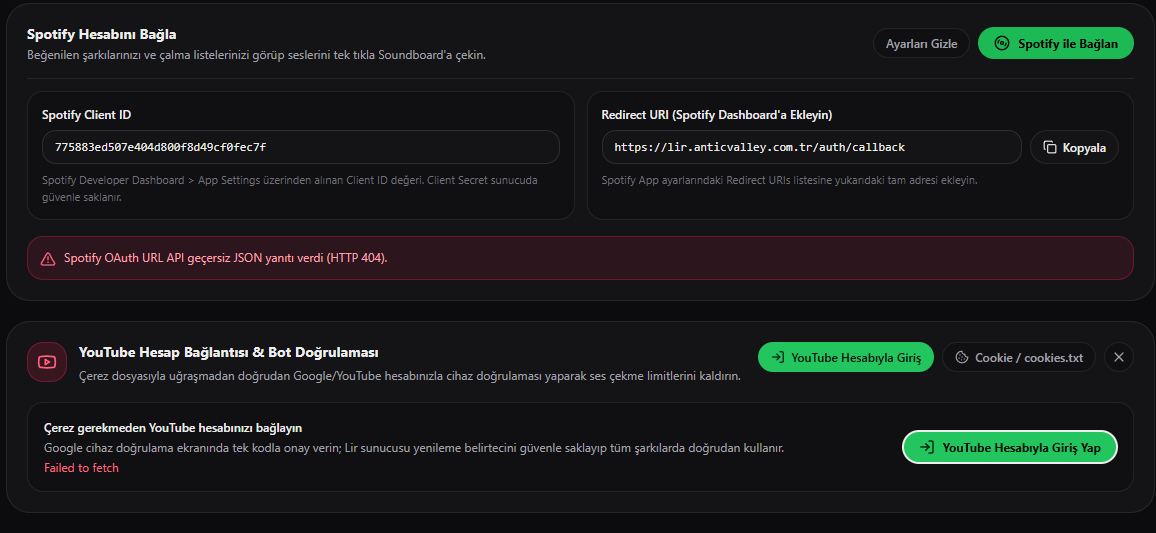 Spotify Hesabını Bağla
Beğenilen şarkılarınızı ve çalma listelerinizi görüp seslerini tek tıkla Soundboard'a çekin.
Ayarları Gizle
Spotify ile Bağlan
Spotify Client ID
775883ed507e404d800f8d49cf0fec7f
Spotify Developer Dashboard > App Settings üzerinden alınan Client ID değeri. Client Secret sunucuda
güvenle saklanır.
Redirect URI (Spotify Dashboard'a Ekleyin)
https://lir.anticvalley.com.tr/auth/callback
Kopyala
Spotify App ayarlarındaki Redirect URIs listesine yukarıdaki tam adresi ekleyin.
Spotify OAuth URL API geçersiz JSON yanıtı verdi (HTTP 404).
YouTube Hesap Bağlantısı & Bot Doğrulaması
Çerez dosyasıyla uğraşmadan doğrudan Google/YouTube hesabınızla cihaz doğrulaması yaparak ses çekme limitlerini kaldırın.
YouTube Hesabıyla Giriş
Cookie / cookies.txt
Çerez gerekmeden YouTube hesabınızı bağlayın
Google cihaz doğrulama ekranında tek kodla onay verin; Lir sunucusu yenileme belirtecini güvenle saklayıp tüm şarkılarda doğrudan kullanır.
Failed to fetch
YouTube Hesabıyla Giriş Yap